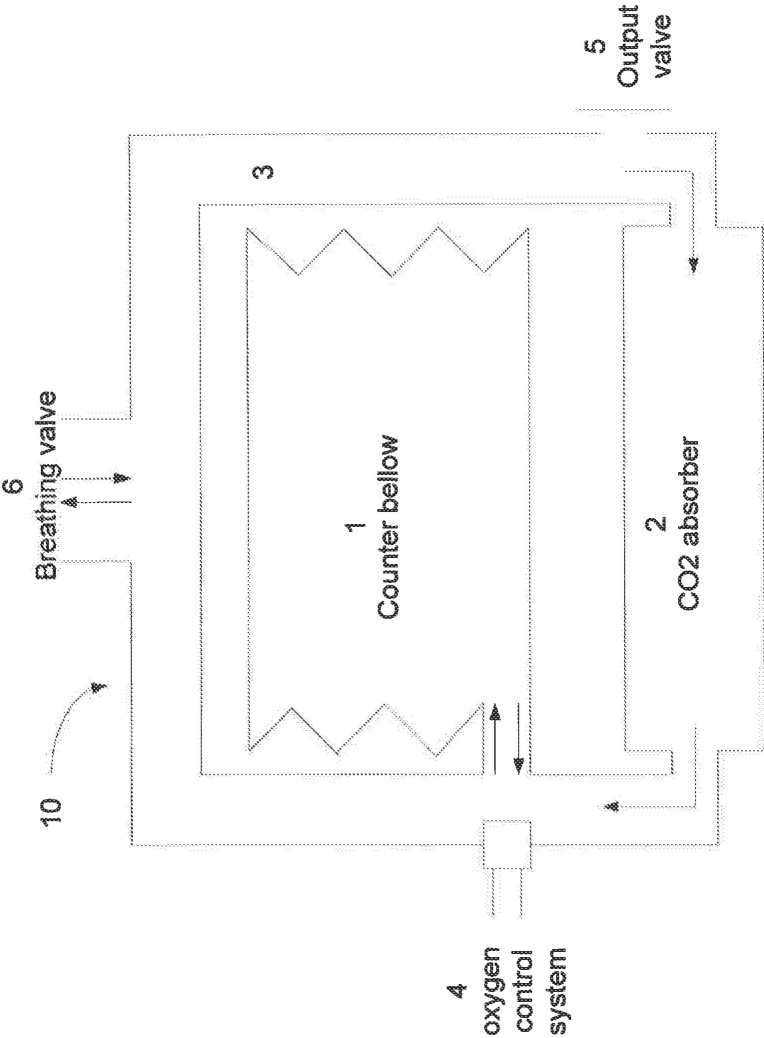 10
6
Breathing valve
3
5
Output
valve
1
Counter bellow
2
CO2 absorber
4
oxygen
control
system